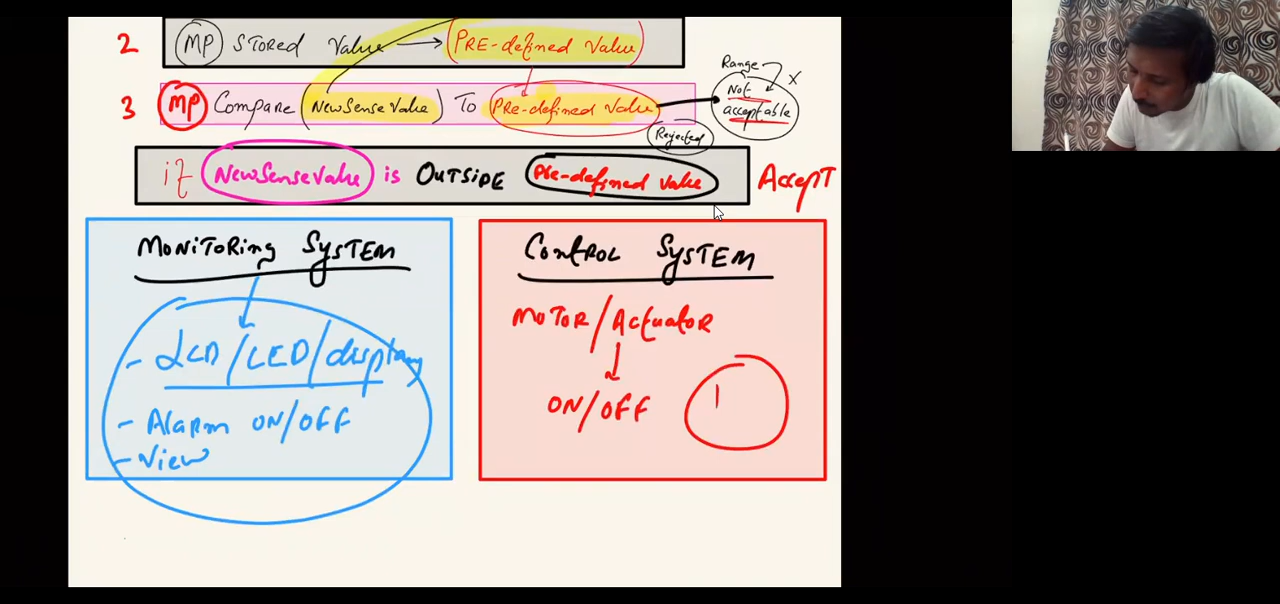 2 MP STORED Value → (PRE-defined Value)
Range X
3 MP Compare (NewSenseValue) To Pre-defined Value Not acceptable
Rejected
if NewSenseValue is OUTSIDE Pre-defined Value Accept
MONITORing SYSTEM
- LCD/LED/display
- Alarm ON/OFF
- View
CONTROL SYSTEM
MOTOR/Actuator
ON/OFF